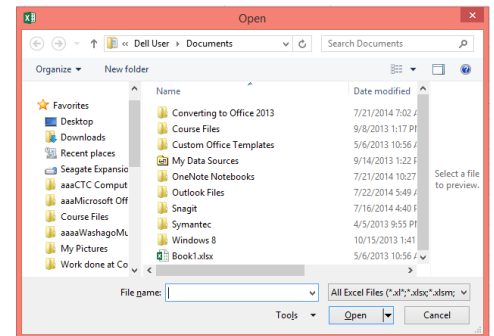 Open
« Dell User Documents
Search Documents
Organize New folder
Favorites
Desktop
Downloads
Recent places
Seagate Expansio
aaaCTC Comput
aaaMicrosoft Off
Course Files
aaaaWashagoMu
My Pictures
Work done at Co
Name Date modified
Converting to Office 2013 7/21/2014 7:02 A
Course Files 9/8/2013 1:17 PM
Custom Office Templates 5/6/2013 10:56 A
My Data Sources 9/14/2013 1:22 P
OneNote Notebooks 7/21/2014 10:27
Outlook Files 7/22/2014 5:49 A
Snagit 7/16/2014 4:40 P
Symantec 4/5/2013 9:55 PM
Windows 8 10/15/2013 1:41
Book1.xlsx 5/6/2013 10:56 A
Select a file
to preview.
File name:
All Excel Files (*.xl*;*.xlsx;*.xlsm;
Tools Open Cancel